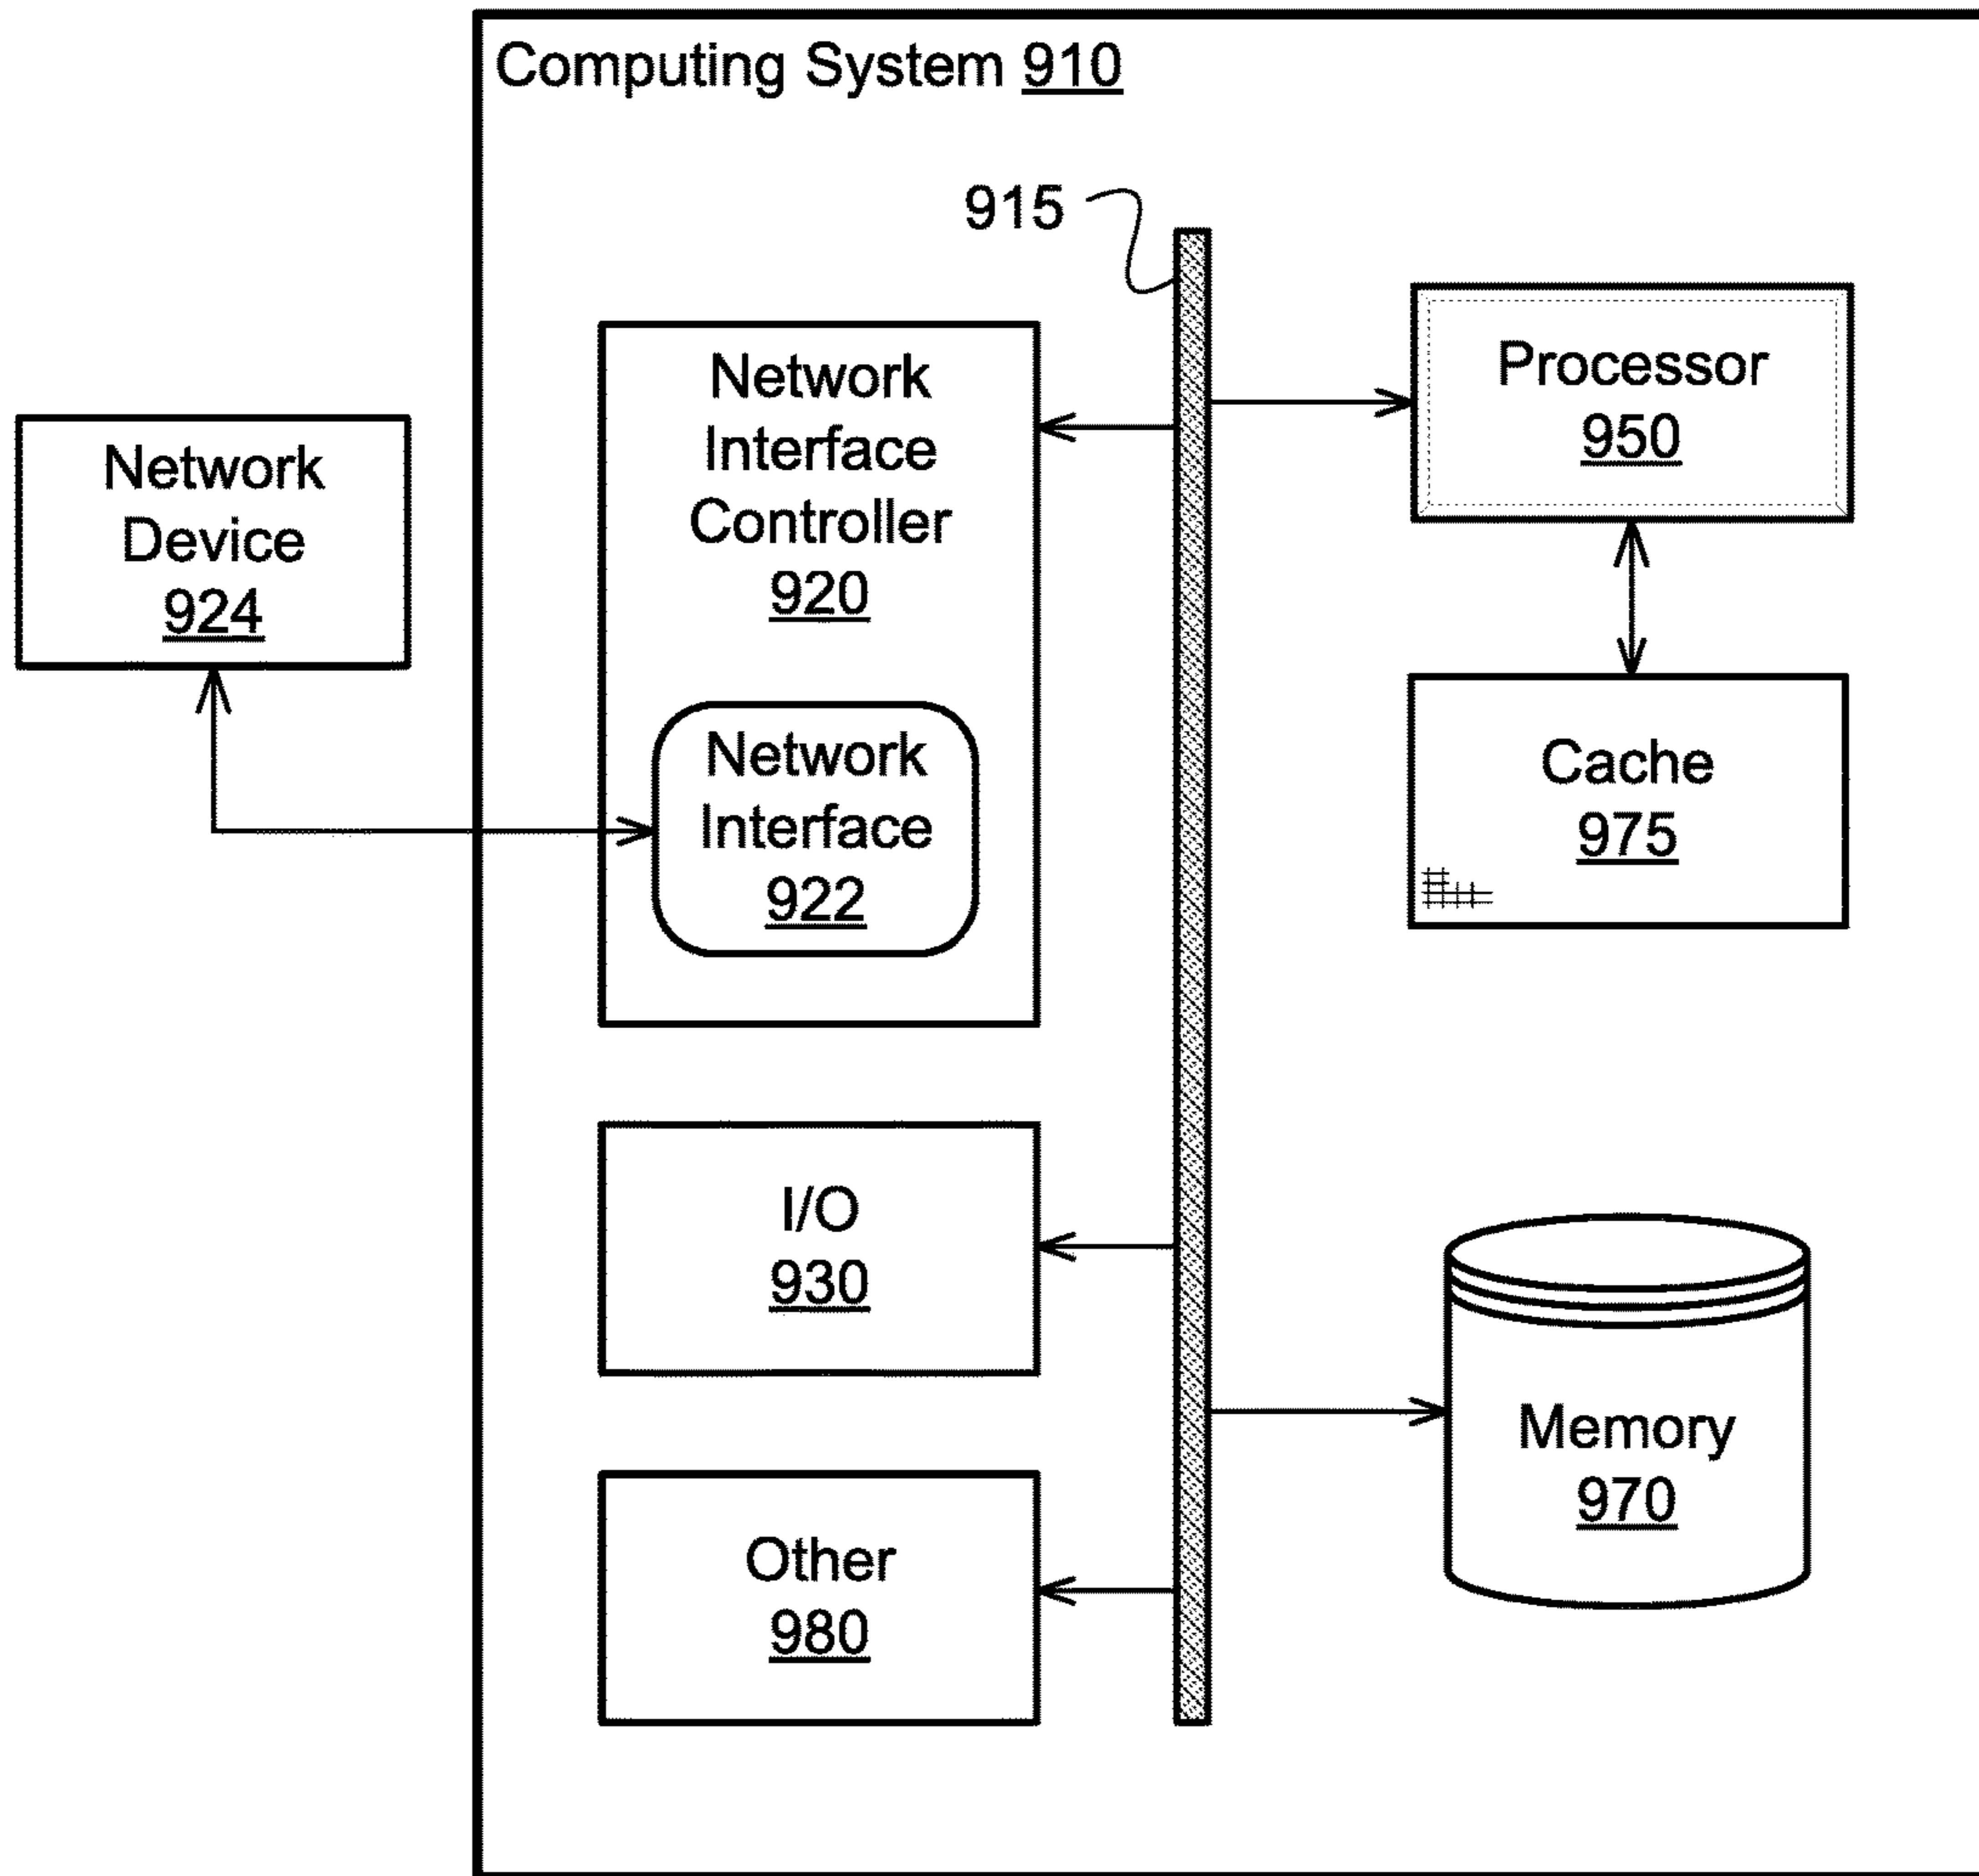 Computing System 910
915
Network
Interface
Controller
920
Network
Interface
922
Network
Device
924
Processor
950
Cache
975
I/O
930
Memory
970
Other
980